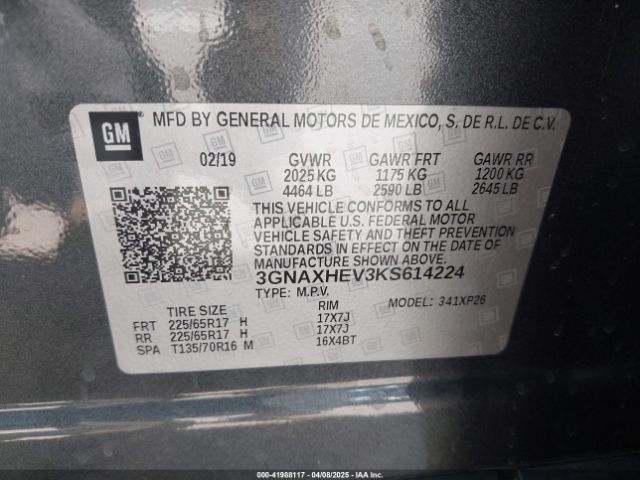 GM MFD BY GENERAL MOTORS DE MEXICO, S. DE R.L. DE C.V.
02/19 GVWR GAWR FRT GAWR RR
2025 KG 1175 KG 1200 KG
4464 LB 2590 LB 2645 LB
THIS VEHICLE CONFORMS TO ALL
APPLICABLE U.S. FEDERAL MOTOR
VEHICLE SAFETY AND THEFT PREVENTION
STANDARDS IN EFFECT ON THE DATE OF
MANUFACTURE SHOWN ABOVE.
3GNAXHEV3KS614224
TYPE: M.P.V. MODEL: 341XP26
TIRE SIZE RIM
FRT 225/65R17 H 17X7J
RR 225/65R17 H 17X7J
SPA T135/70R16 M 16X4BT
000-41988117 - 04/08/2025 - IAAI.COM